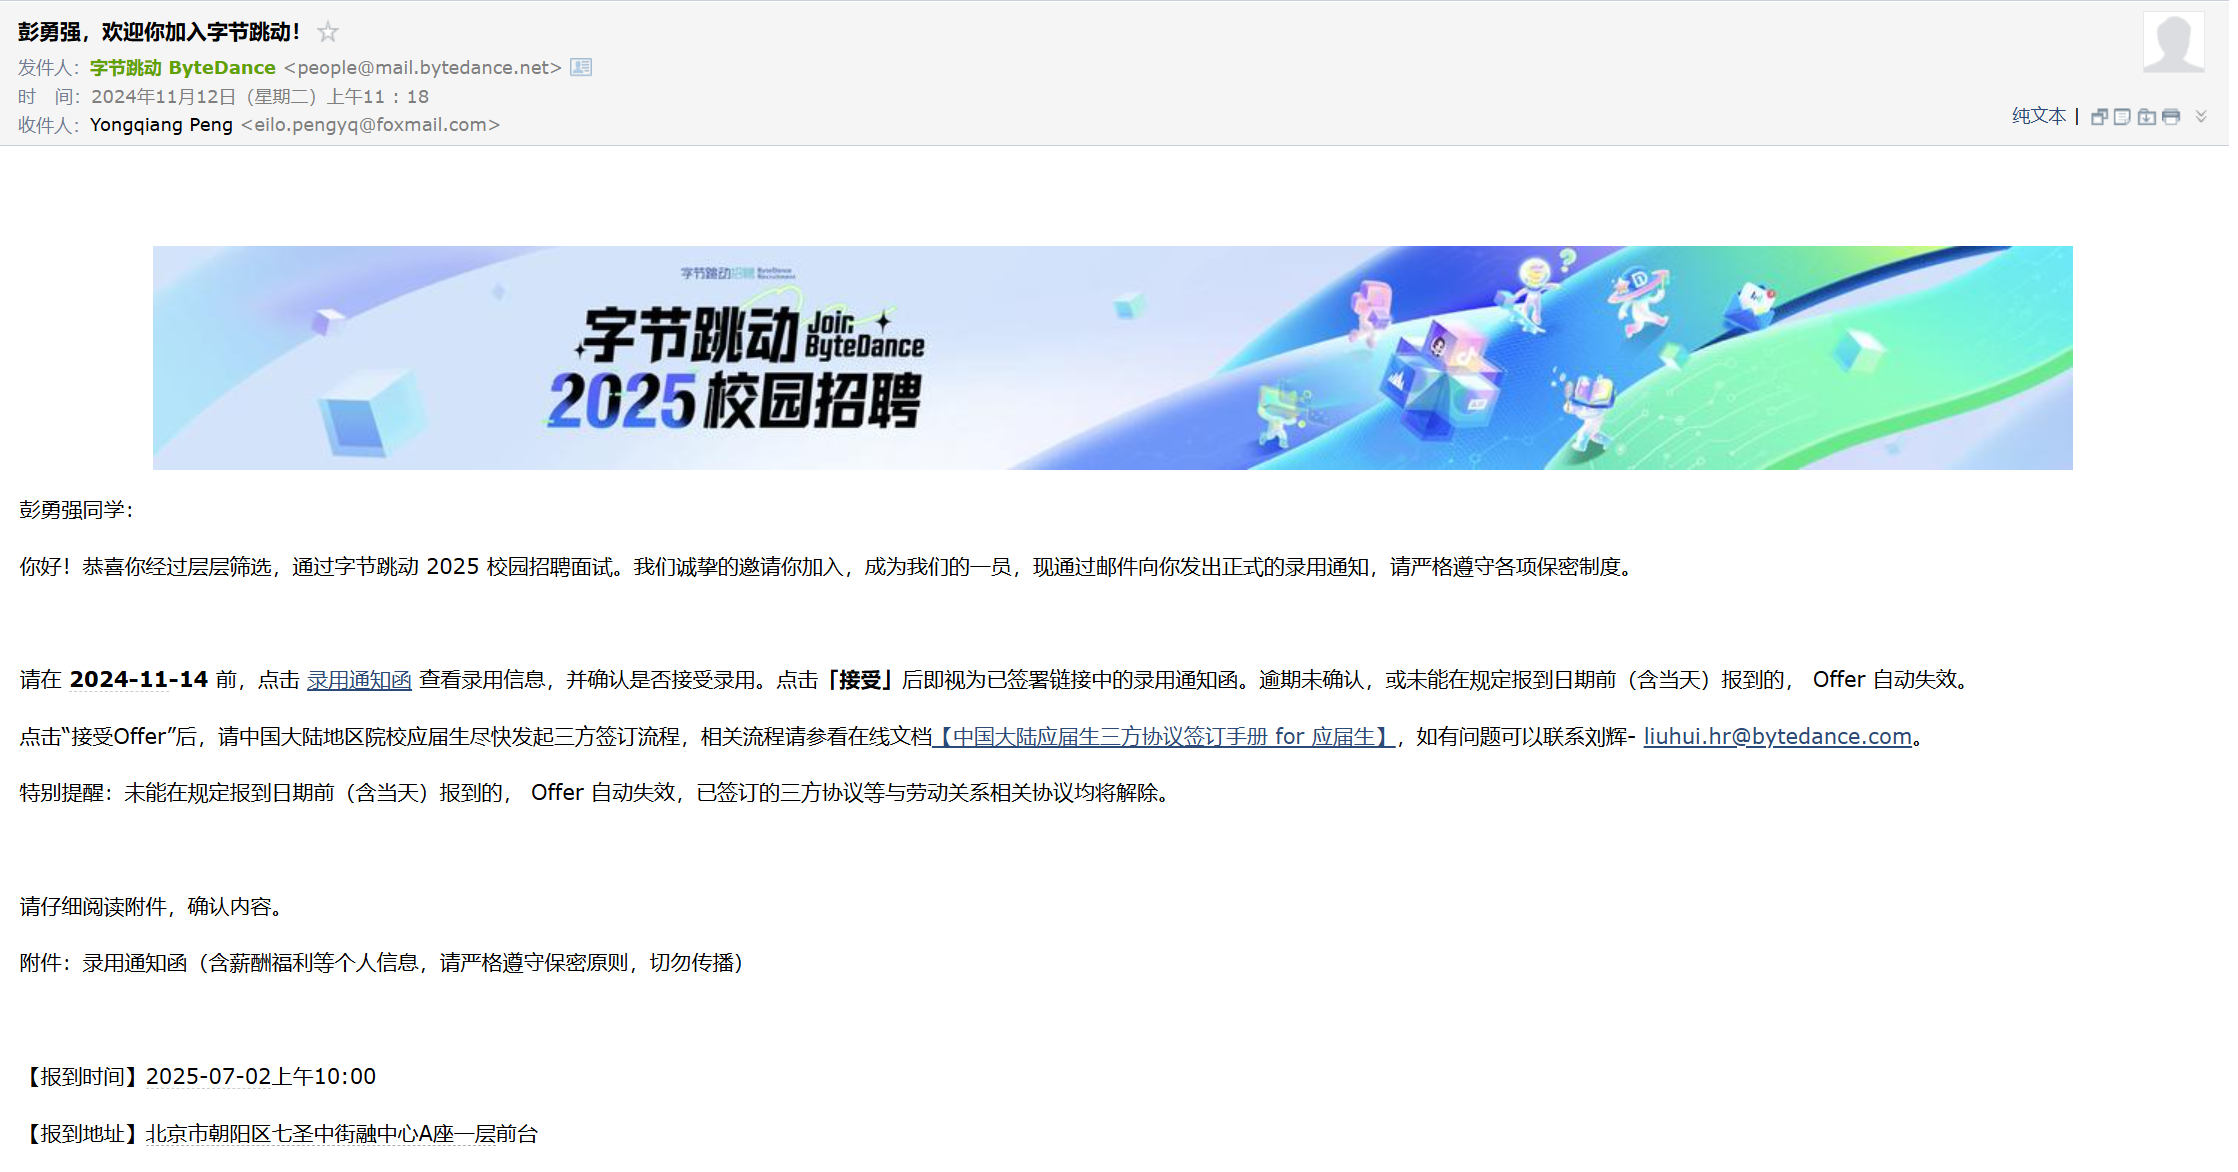 彭勇强，欢迎你加入字节跳动！
发件人：字节跳动 ByteDance <people@mail.bytedance.net>
时　间：2024年11月12日（星期二）上午11：18
收件人：Yongqiang Peng <eilo.pengyq@foxmail.com>
纯文本 |
字节跳动招聘 ByteDance Recruitment
字节跳动 Join ByteDance
2025 校园招聘
彭勇强同学：
你好！恭喜你经过层层筛选，通过字节跳动 2025 校园招聘面试。我们诚挚的邀请你加入，成为我们的一员，现通过邮件向你发出正式的录用通知，请严格遵守各项保密制度。
请在 2024-11-14 前，点击 录用通知函 查看录用信息，并确认是否接受录用。点击「接受」后即视为已签署链接中的录用通知函。逾期未确认，或未能在规定报到日期前（含当天）报到的， Offer 自动失效。
点击“接受Offer”后，请中国大陆地区院校应届生尽快发起三方签订流程，相关流程请参看在线文档【中国大陆应届生三方协议签订手册 for 应届生】，如有问题可以联系刘辉- liuhui.hr@bytedance.com。
特别提醒：未能在规定报到日期前（含当天）报到的， Offer 自动失效，已签订的三方协议等与劳动关系相关协议均将解除。
请仔细阅读附件，确认内容。
附件：录用通知函（含薪酬福利等个人信息，请严格遵守保密原则，切勿传播）
【报到时间】2025-07-02上午10:00
【报到地址】北京市朝阳区七圣中街融中心A座一层前台